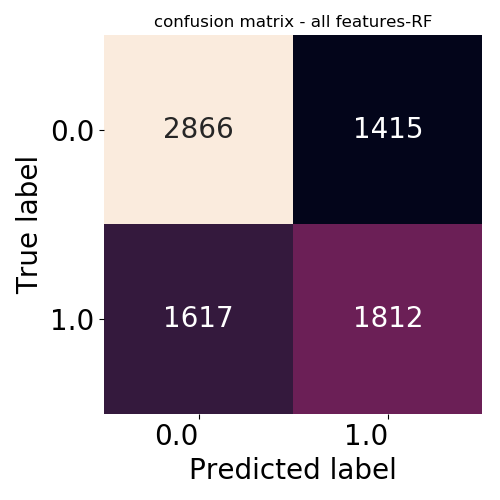 confusion matrix - all features-RF
True label
0.0
2866
1415
1.0
1617
1812
0.0
1.0
Predicted label